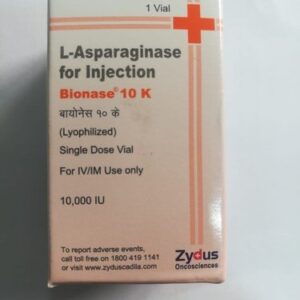 1 Vial
L-Asparaginase
for Injection
Bionase® 10 K
बायोनेस १० के
(Lyophilized)
Single Dose Vial
For IV/IM Use only
10,000 IU
To report adverse events,
call toll free on 1800 419 1141
or visit www.zyduscadila.com
Zydus
Oncosciences